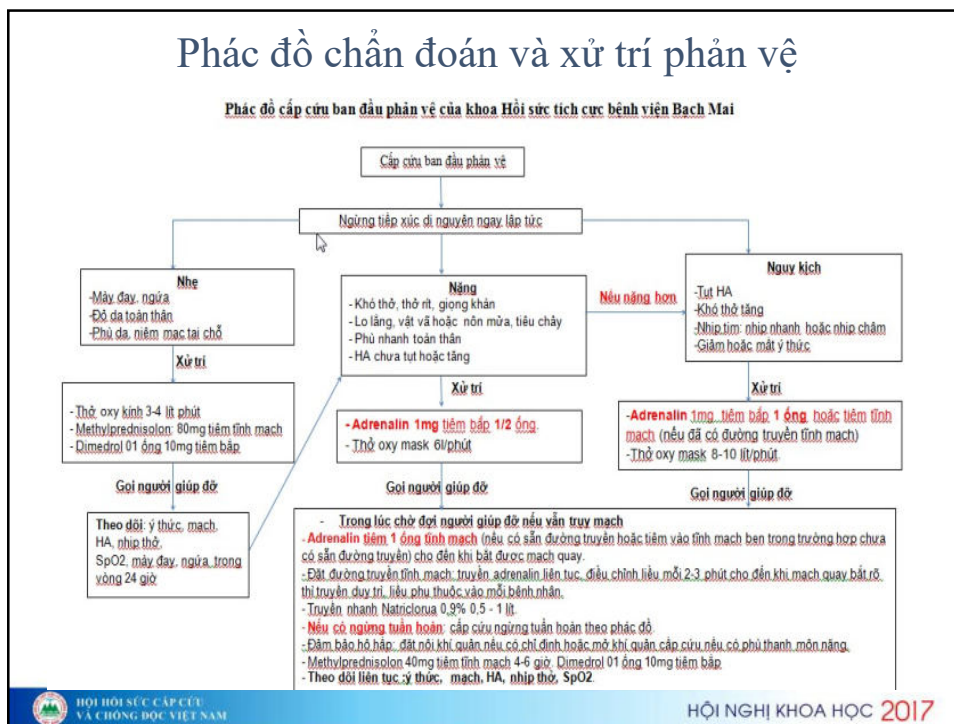 Phác đồ chẩn đoán và xử trí phản vệ
Phác đồ cấp cứu ban đầu phản vệ của khoa Hồi sức tích cực bệnh viện Bạch Mai
Cấp cứu ban đầu phản vệ
Ngừng tiếp xúc dị nguyên ngay lập tức
Nhẹ
-Mày đay, ngứa
-Đỏ da toàn thân
-Phù da, niêm mạc tại chỗ
Xử trí
- Thở oxy kính 3-4 lít phút
- Methylprednisolon: 80mg tiêm tĩnh mạch
- Dimedrol 01 ống 10mg tiêm bắp
Gọi người giúp đỡ
Theo dõi: ý thức, mạch,
HA, nhịp thở,
SpO2, mày đay, ngứa trong
vòng 24 giờ
Nặng
- Khó thở, thở rít, giọng khàn
- Lo lắng, vật vã hoặc nôn mửa, tiêu chảy
- Phù nhanh toàn thân
- HA chưa tụt hoặc tăng
Nếu nặng hơn
Xử trí
- Adrenalin 1mg tiêm bắp 1/2 ống.
- Thở oxy mask 6l/phút
Gọi người giúp đỡ
Nguy kịch
-Tụt HA
-Khó thở tăng
-Nhịp tim: nhịp nhanh hoặc nhịp chậm
-Giảm hoặc mất ý thức
Xử trí
-Adrenalin 1mg tiêm bắp 1 ống hoặc tiêm tĩnh
mạch (nếu đã có đường truyền tĩnh mạch)
-Thở oxy mask 8-10 lít/phút.
Gọi người giúp đỡ
- Trong lúc chờ đợi người giúp đỡ nếu vẫn trụy mạch
- Adrenalin tiêm 1 ống tĩnh mạch (nếu có sẵn đường truyền hoặc tiêm vào tĩnh mạch bẹn trong trường hợp chưa
có sẵn đường truyền) cho đến khi bắt được mạch quay.
-Đặt đường truyền tĩnh mạch: truyền adrenalin liên tục, điều chỉnh liều mỗi 2-3 phút cho đến khi mạch quay bắt rõ
thì truyền duy trì, liều phụ thuộc vào mỗi bệnh nhân.
- Truyền nhanh Natriclorua 0,9% 0,5 - 1 lít.
- Nếu có ngừng tuần hoàn: cấp cứu ngừng tuần hoàn theo phác đồ.
-Đảm bảo hô hấp: đặt nội khí quản nếu có chỉ định hoặc mở khí quản cấp cứu nếu có phù thanh môn nặng.
-Methylprednisolon 40mg tiêm tĩnh mạch 4-6 giờ. Dimedrol 01 ống 10mg tiêm bắp
- Theo dõi liên tục :ý thức, mạch, HA, nhịp thở, SpO2.
HỘI HỒI SỨC CẤP CỨU
VÀ CHỐNG ĐỘC VIỆT NAM
HỘI NGHỊ KHOA HỌC 2017